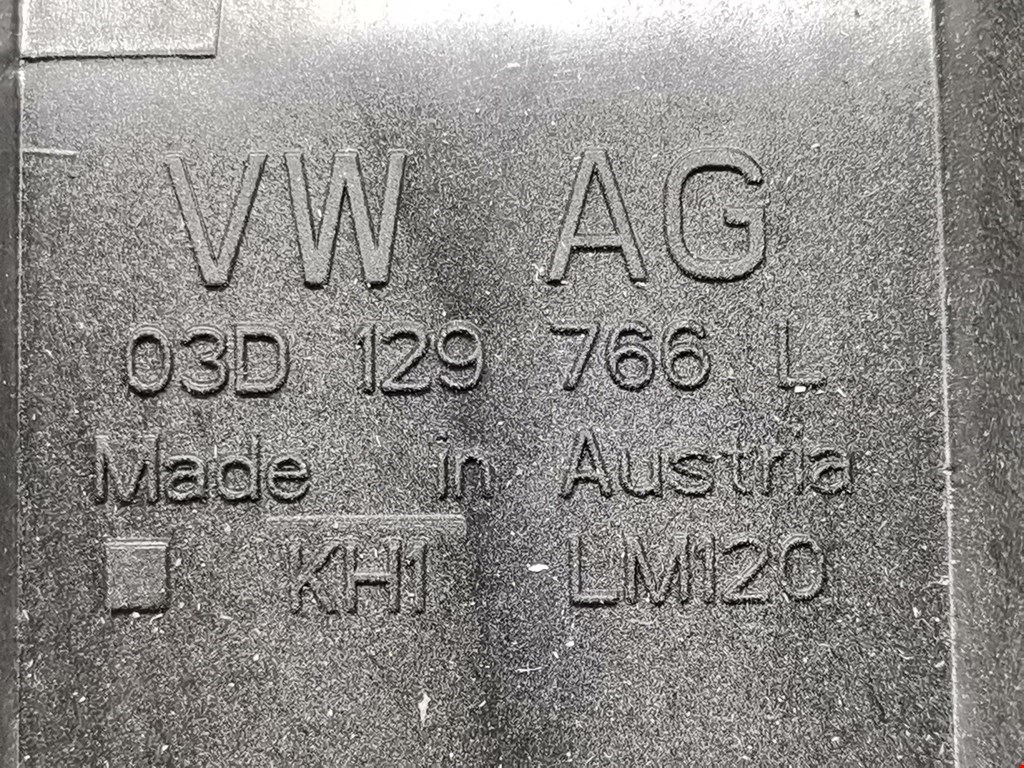 VW AG
03D 129 766 L
Made in Austria
KH1 LM120